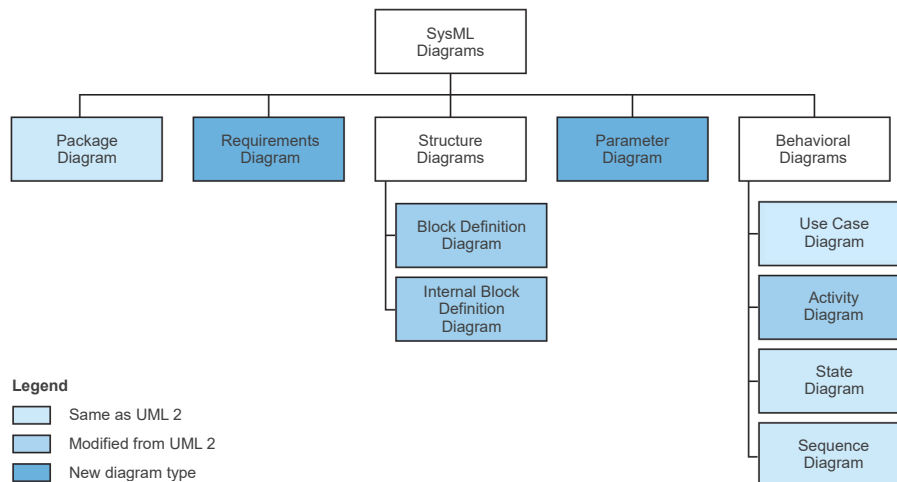 SysML
Diagrams
Package
Diagram
Requirements
Diagram
Structure
Diagrams
Parameter
Diagram
Behavioral
Diagrams
Block Definition
Diagram
Internal Block
Definition
Diagram
Use Case
Diagram
Activity
Diagram
State
Diagram
Sequence
Diagram
Legend
Same as UML 2
Modified from UML 2
New diagram type